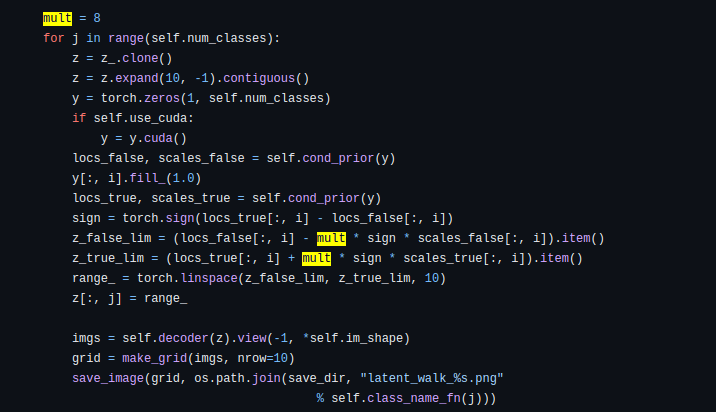 mult = 8
for j in range(self.num_classes):
    z = z_.clone()
    z = z.expand(10, -1).contiguous()
    y = torch.zeros(1, self.num_classes)
    if self.use_cuda:
        y = y.cuda()
    locs_false, scales_false = self.cond_prior(y)
    y[:, i].fill_(1.0)
    locs_true, scales_true = self.cond_prior(y)
    sign = torch.sign(locs_true[:, i] - locs_false[:, i])
    z_false_lim = (locs_false[:, i] - mult * sign * scales_false[:, i]).item()
    z_true_lim = (locs_true[:, i] + mult * sign * scales_true[:, i]).item()
    range_ = torch.linspace(z_false_lim, z_true_lim, 10)
    z[:, j] = range_

    imgs = self.decoder(z).view(-1, *self.im_shape)
    grid = make_grid(imgs, nrow=10)
    save_image(grid, os.path.join(save_dir, "latent_walk_%s.png"
                                  % self.class_name_fn(j)))